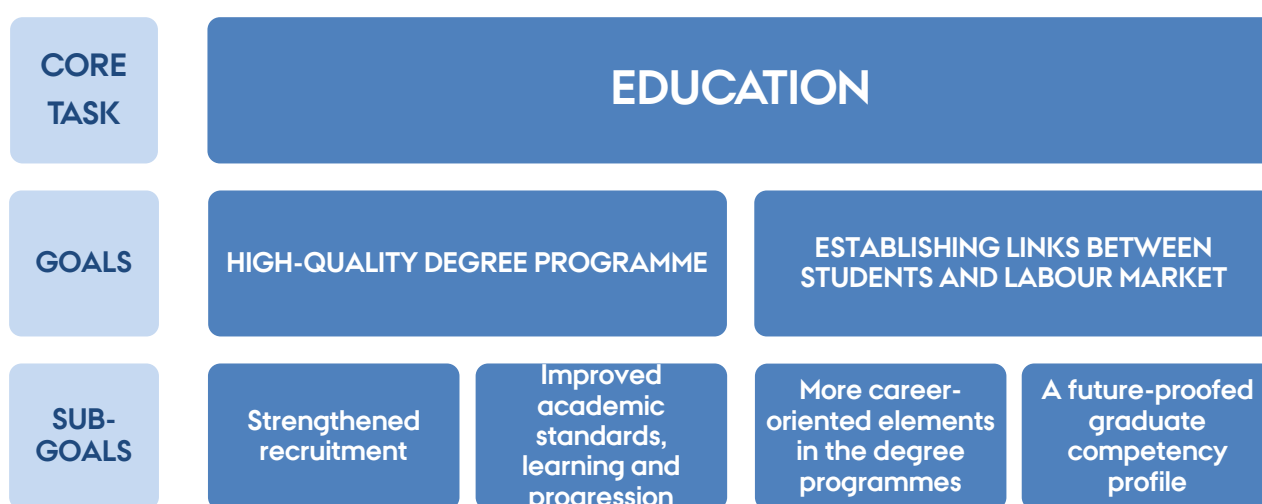 CORE
TASK
EDUCATION
GOALS
HIGH-QUALITY DEGREE PROGRAMME
ESTABLISHING LINKS BETWEEN
STUDENTS AND LABOUR MARKET
SUB-
GOALS
Strengthened
recruitment
Improved
academic
standards,
learning and
progression
More career-
oriented elements
in the degree
programmes
A future-proofed
graduate
competency
profile